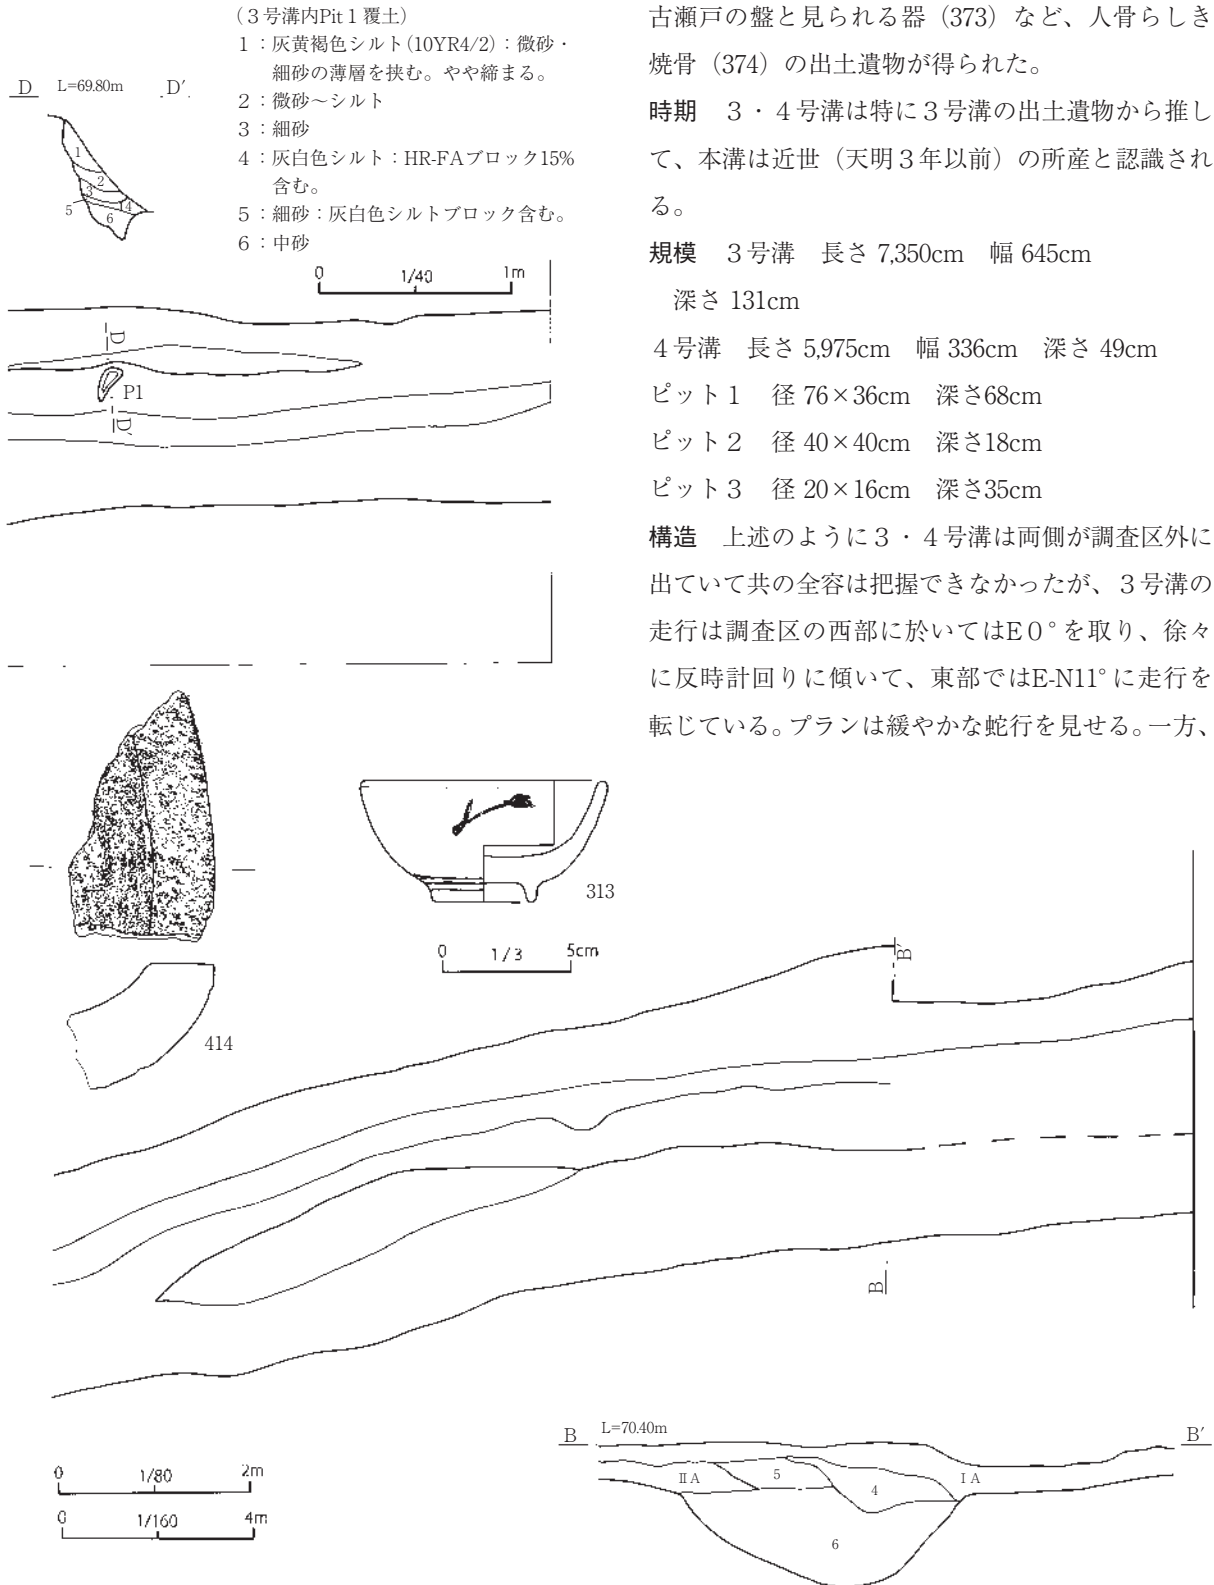 (３号溝内Pit１覆土)
１：灰黄褐色シルト(10YR4/2)：微砂・
細砂の薄層を挟む。やや締まる。
２：微砂～シルト
３：細砂
４：灰白色シルト：HR-FAブロック15%
含む。
５：細砂：灰白色シルトブロック含む。
６：中砂
D L=69.80m D′
1
2
3
14
5
6
0 1/40 1m
D
P1
D′
古瀬戸の盤と見られる器（373）など、人骨らしき
焼骨（374）の出土遺物が得られた。
時期　３・４号溝は特に３号溝の出土遺物から推し
て、本溝は近世（天明３年以前）の所産と認識され
る。
規模　３号溝　長さ 7,350cm　幅 645cm
深さ 131cm
４号溝　長さ 5,975cm　幅 336cm　深さ 49cm
ピット１　径 76×36cm　深さ68cm
ピット２　径 40×40cm　深さ18cm
ピット３　径 20×16cm　深さ35cm
構造　上述のように３・４号溝は両側が調査区外に
出ていて共の全容は把握できなかったが、３号溝の
走行は調査区の西部に於いてはE０°を取り、徐々
に反時計回りに傾いて、東部ではE-N11°に走行を
転じている。プランは緩やかな蛇行を見せる。一方、
313
0 1/3 5cm
414
B′
B
0 1/80 2m
0 1/160 4m
B L=70.40m B′
ⅡA 5 4 ⅠA
6